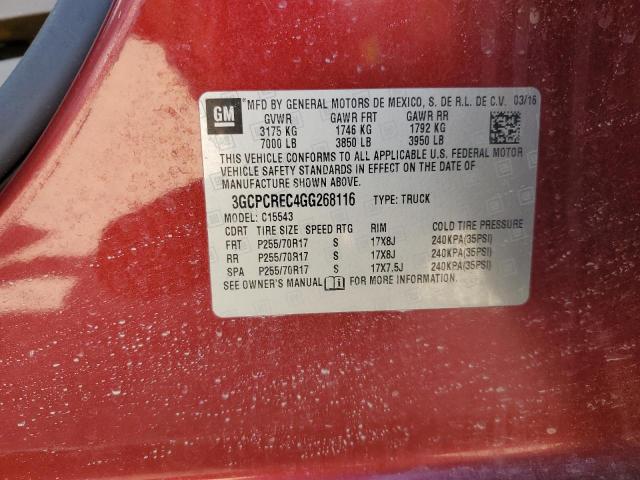 GM
MFD BY GENERAL MOTORS DE MEXICO, S. DE R.L. DE C.V. 03/16
GVWR GAWR FRT GAWR RR
3175 KG 1746 KG 1792 KG
7000 LB 3850 LB 3950 LB
THIS VEHICLE CONFORMS TO ALL APPLICABLE U.S. FEDERAL MOTOR
VEHICLE SAFETY STANDARDS IN EFFECT ON THE DATE OF
MANUFACTURE SHOWN ABOVE.
3GCPCREC4GG268116 TYPE: TRUCK
MODEL: C15543
CDRT TIRE SIZE SPEED RTG RIM COLD TIRE PRESSURE
FRT P255/70R17 S 17X8J 240KPA(35PSI)
RR P255/70R17 S 17X8J 240KPA(35PSI)
SPA P255/70R17 S 17X7.5J 240KPA(35PSI)
SEE OWNER'S MANUAL FOR MORE INFORMATION.